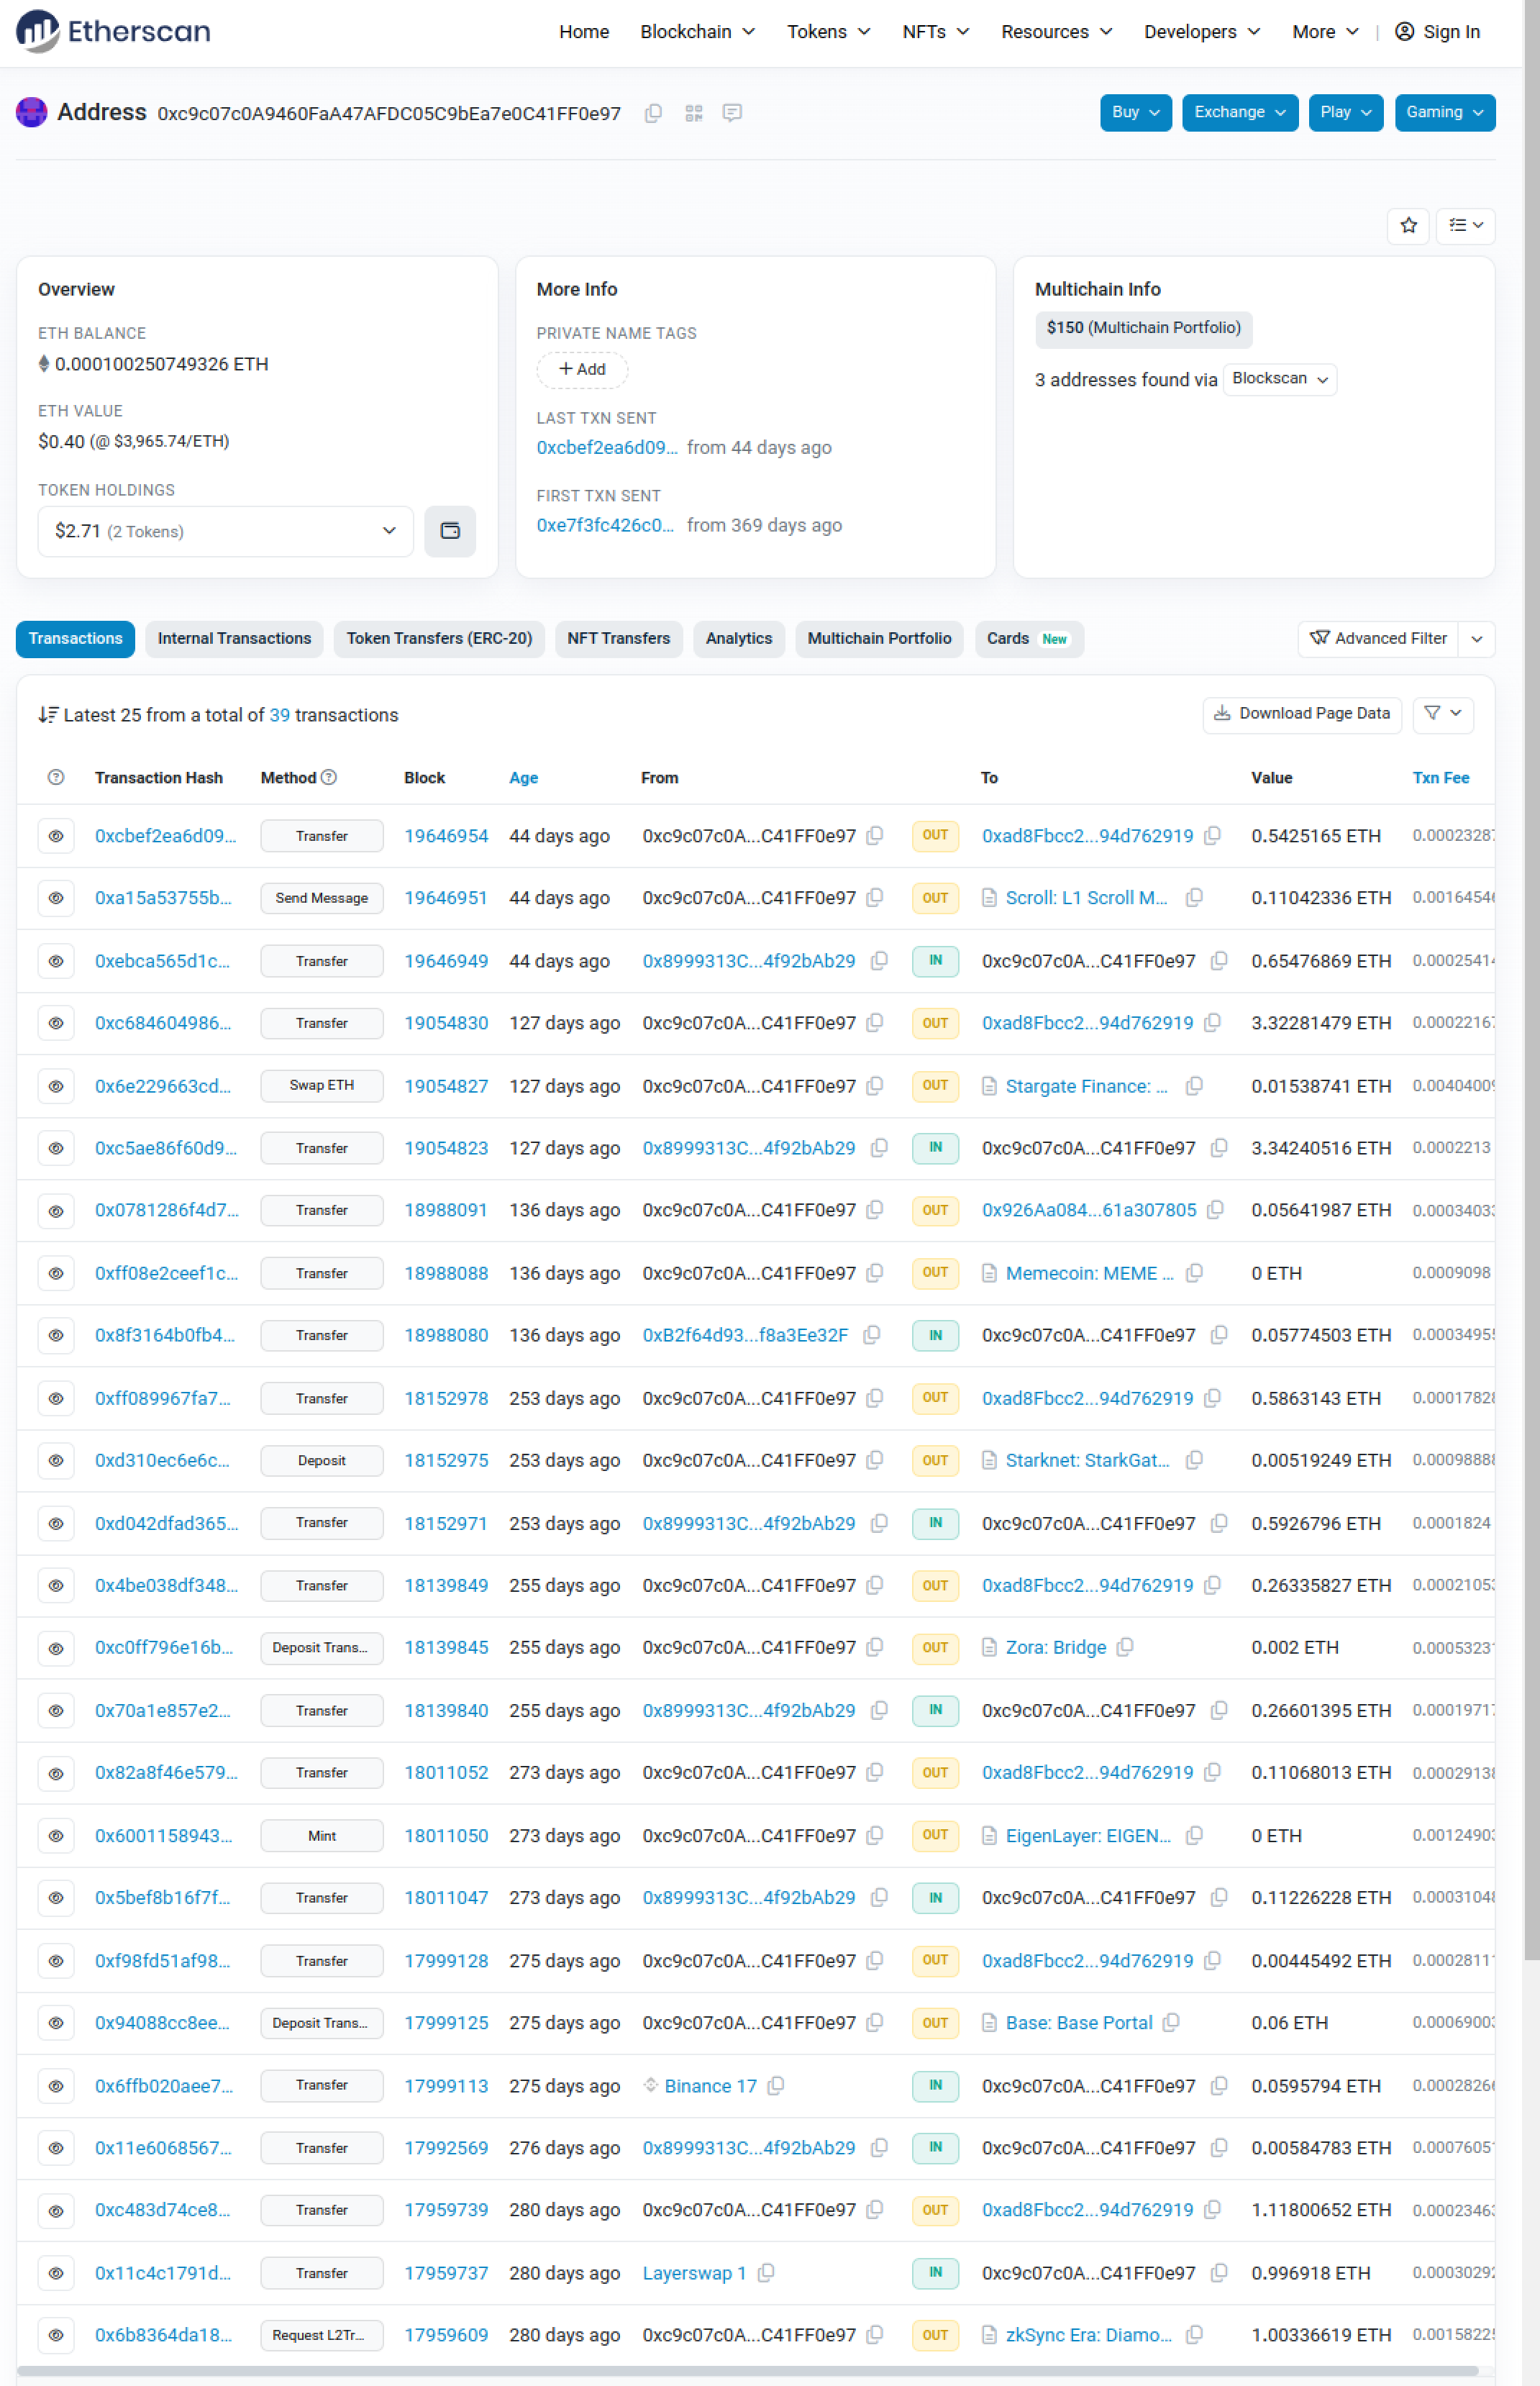 Etherscan
Home Blockchain Tokens NFTs Resources Developers More | Sign In
Address 0xc9c07c0A9460FaA47AFDC05C9bEa7e0C41FF0e97
Buy Exchange Play Gaming
Overview
ETH BALANCE
0.000100250749326 ETH
ETH VALUE
$0.40 (@ $3,965.74/ETH)
TOKEN HOLDINGS
$2.71 (2 Tokens)
More Info
PRIVATE NAME TAGS
+ Add
LAST TXN SENT
0xcbef2ea6d09... from 44 days ago
FIRST TXN SENT
0xe7f3fc426c0... from 369 days ago
Multichain Info
$150 (Multichain Portfolio)
3 addresses found via Blockscan
Transactions Internal Transactions Token Transfers (ERC-20) NFT Transfers Analytics Multichain Portfolio Cards New Advanced Filter
Latest 25 from a total of 39 transactions
Download Page Data
Transaction Hash Method Block Age From To Value Txn Fee
0xcbef2ea6d09... Transfer 19646954 44 days ago 0xc9c07c0A...C41FF0e97 OUT 0xad8Fbcc2...94d762919 0.5425165 ETH 0.00023287
0xa15a53755b... Send Message 19646951 44 days ago 0xc9c07c0A...C41FF0e97 OUT Scroll: L1 Scroll M... 0.11042336 ETH 0.00164546
0xebca565d1c... Transfer 19646949 44 days ago 0x8999313C...4f92bAb29 IN 0xc9c07c0A...C41FF0e97 0.65476869 ETH 0.00025414
0xc684604986... Transfer 19054830 127 days ago 0xc9c07c0A...C41FF0e97 OUT 0xad8Fbcc2...94d762919 3.32281479 ETH 0.00022167
0x6e229663cd... Swap ETH 19054827 127 days ago 0xc9c07c0A...C41FF0e97 OUT Stargate Finance: ... 0.01538741 ETH 0.00404009
0xc5ae86f60d9... Transfer 19054823 127 days ago 0x8999313C...4f92bAb29 IN 0xc9c07c0A...C41FF0e97 3.34240516 ETH 0.0002213
0x0781286f4d7... Transfer 18988091 136 days ago 0xc9c07c0A...C41FF0e97 OUT 0x926Aa084...61a307805 0.05641987 ETH 0.00034033
0xff08e2ceef1c... Transfer 18988088 136 days ago 0xc9c07c0A...C41FF0e97 OUT Memecoin: MEME ... 0 ETH 0.0009098
0x8f3164b0fb4... Transfer 18988080 136 days ago 0xB2f64d93...f8a3Ee32F IN 0xc9c07c0A...C41FF0e97 0.05774503 ETH 0.00034955
0xff089967fa7... Transfer 18152978 253 days ago 0xc9c07c0A...C41FF0e97 OUT 0xad8Fbcc2...94d762919 0.5863143 ETH 0.00017828
0xd310ec6e6c... Deposit 18152975 253 days ago 0xc9c07c0A...C41FF0e97 OUT Starknet: StarkGat... 0.00519249 ETH 0.00098888
0xd042dfad365... Transfer 18152971 253 days ago 0x8999313C...4f92bAb29 IN 0xc9c07c0A...C41FF0e97 0.5926796 ETH 0.0001824
0x4be038df348... Transfer 18139849 255 days ago 0xc9c07c0A...C41FF0e97 OUT 0xad8Fbcc2...94d762919 0.26335827 ETH 0.00021053
0xc0ff796e16b... Deposit Trans... 18139845 255 days ago 0xc9c07c0A...C41FF0e97 OUT Zora: Bridge 0.002 ETH 0.00053231
0x70a1e857e2... Transfer 18139840 255 days ago 0x8999313C...4f92bAb29 IN 0xc9c07c0A...C41FF0e97 0.26601395 ETH 0.00019717
0x82a8f46e579... Transfer 18011052 273 days ago 0xc9c07c0A...C41FF0e97 OUT 0xad8Fbcc2...94d762919 0.11068013 ETH 0.00029138
0x6001158943... Mint 18011050 273 days ago 0xc9c07c0A...C41FF0e97 OUT EigenLayer: EIGEN... 0 ETH 0.00124903
0x5bef8b16f7f... Transfer 18011047 273 days ago 0x8999313C...4f92bAb29 IN 0xc9c07c0A...C41FF0e97 0.11226228 ETH 0.00031048
0xf98fd51af98... Transfer 17999128 275 days ago 0xc9c07c0A...C41FF0e97 OUT 0xad8Fbcc2...94d762919 0.00445492 ETH 0.00028111
0x94088cc8ee... Deposit Trans... 17999125 275 days ago 0xc9c07c0A...C41FF0e97 OUT Base: Base Portal 0.06 ETH 0.00069003
0x6ffb020aee7... Transfer 17999113 275 days ago Binance 17 IN 0xc9c07c0A...C41FF0e97 0.0595794 ETH 0.00028266
0x11e6068567... Transfer 17992569 276 days ago 0x8999313C...4f92bAb29 IN 0xc9c07c0A...C41FF0e97 0.00584783 ETH 0.00076051
0xc483d74ce8... Transfer 17959739 280 days ago 0xc9c07c0A...C41FF0e97 OUT 0xad8Fbcc2...94d762919 1.11800652 ETH 0.00023463
0x11c4c1791d... Transfer 17959737 280 days ago Layerswap 1 IN 0xc9c07c0A...C41FF0e97 0.996918 ETH 0.00030292
0x6b8364da18... Request L2Tr... 17959609 280 days ago 0xc9c07c0A...C41FF0e97 OUT zkSync Era: Diamo... 1.00336619 ETH 0.00158225